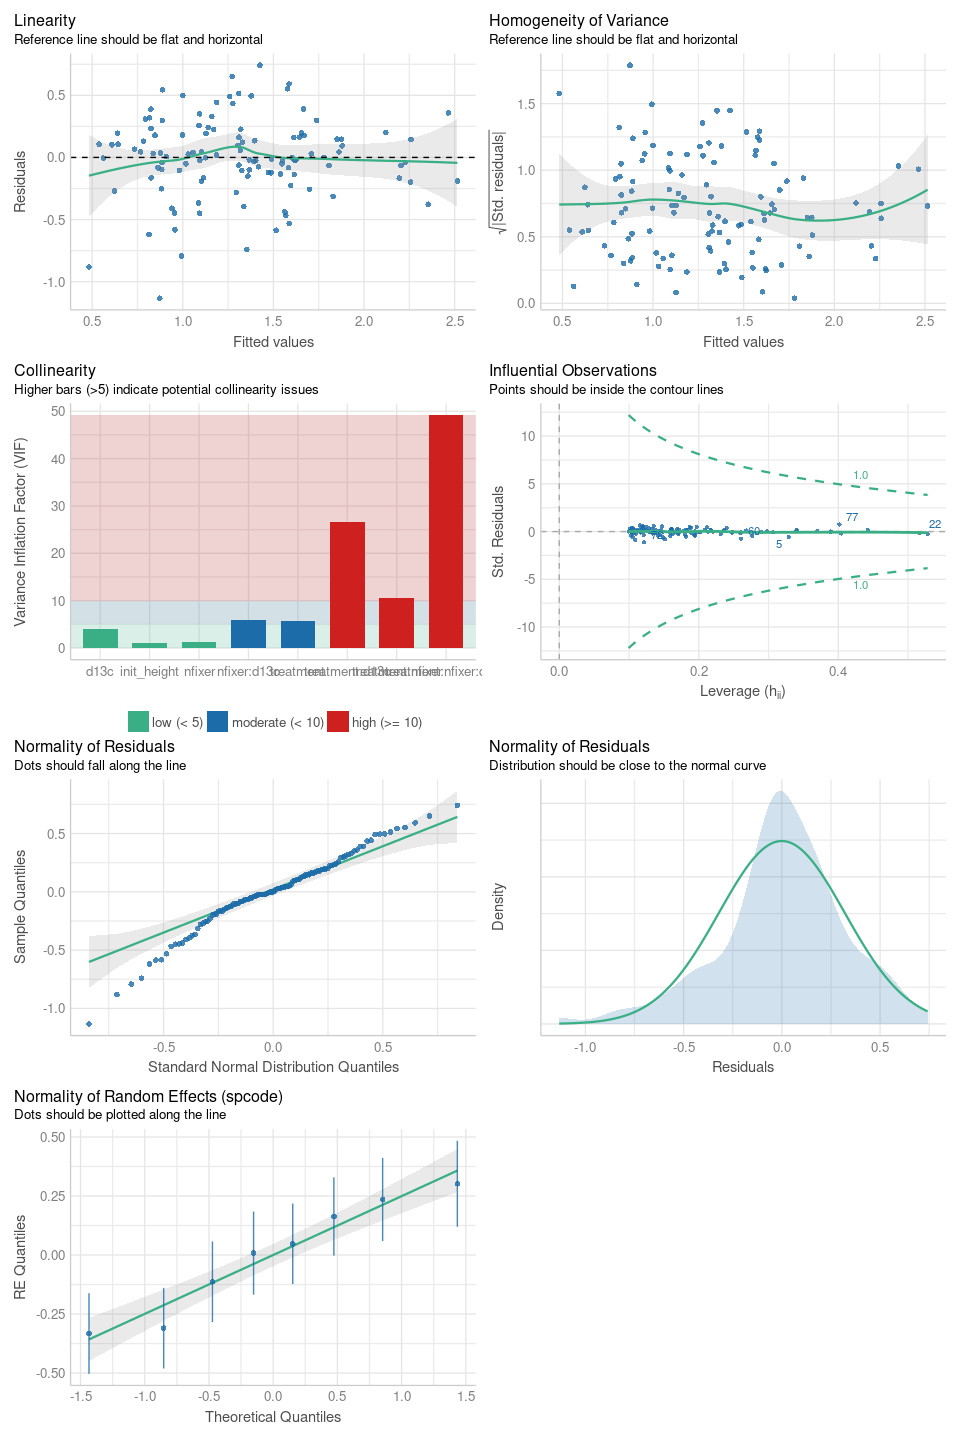 Linearity
Reference line should be flat and horizontal
Residuals
0.5
0.0
-0.5
-1.0
0.5 1.0 1.5 2.0 2.5
Fitted values
Homogeneity of Variance
Reference line should be flat and horizontal
√|Std. residuals|
1.5
1.0
0.5
0.0
0.5 1.0 1.5 2.0 2.5
Fitted values
Collinearity
Higher bars (>5) indicate potential collinearity issues
Variance Inflation Factor (VIF)
50
40
30
20
10
0
d13c init_height nfixer nfixer:d13c treatment
low (< 5) moderate (< 10) high (>= 10)
Influential Observations
Points should be inside the contour lines
Std. Residuals
10
5
0
-5
-10
1.0
77
22
5
1.0
0.0 0.2 0.4
Leverage (hii)
Normality of Residuals
Dots should fall along the line
Sample Quantiles
0.5
0.0
-0.5
-1.0
-0.5 0.0 0.5
Standard Normal Distribution Quantiles
Normality of Residuals
Distribution should be close to the normal curve
Density
-1.0 -0.5 0.0 0.5
Residuals
Normality of Random Effects (spcode)
Dots should be plotted along the line
RE Quantiles
0.50
0.25
0.00
-0.25
-0.50
-1.5 -1.0 -0.5 0.0 0.5 1.0 1.5
Theoretical Quantiles